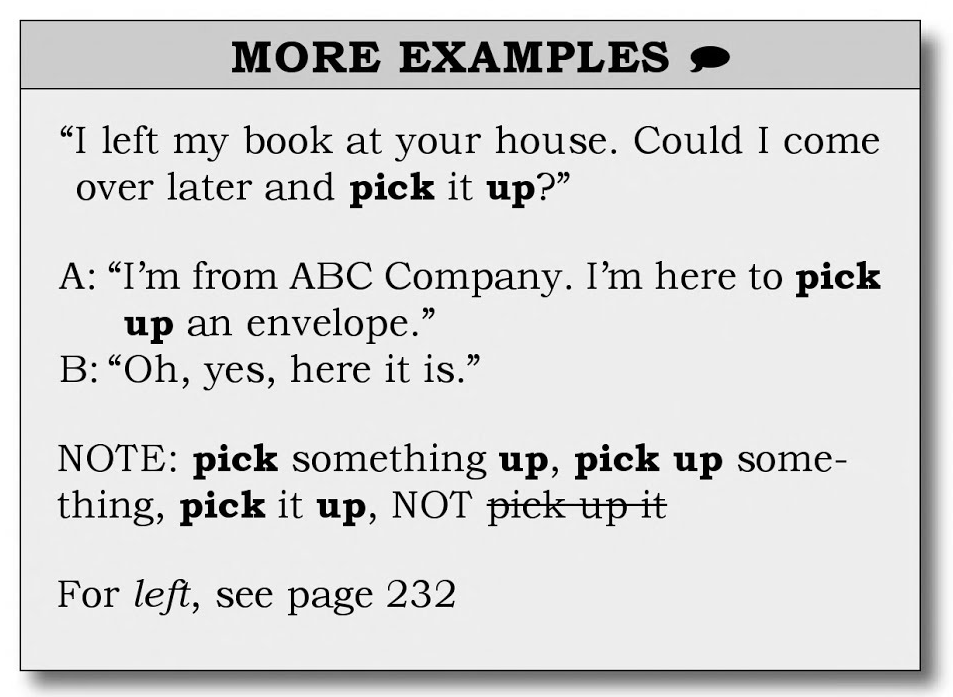 MORE EXAMPLES
“I left my book at your house. Could I come
over later and pick it up?”
A: “I’m from ABC Company. I’m here to pick
up an envelope.”
B: “Oh, yes, here it is.”
NOTE: pick something up, pick up some-
thing, pick it up, NOT pick up it
For left, see page 232